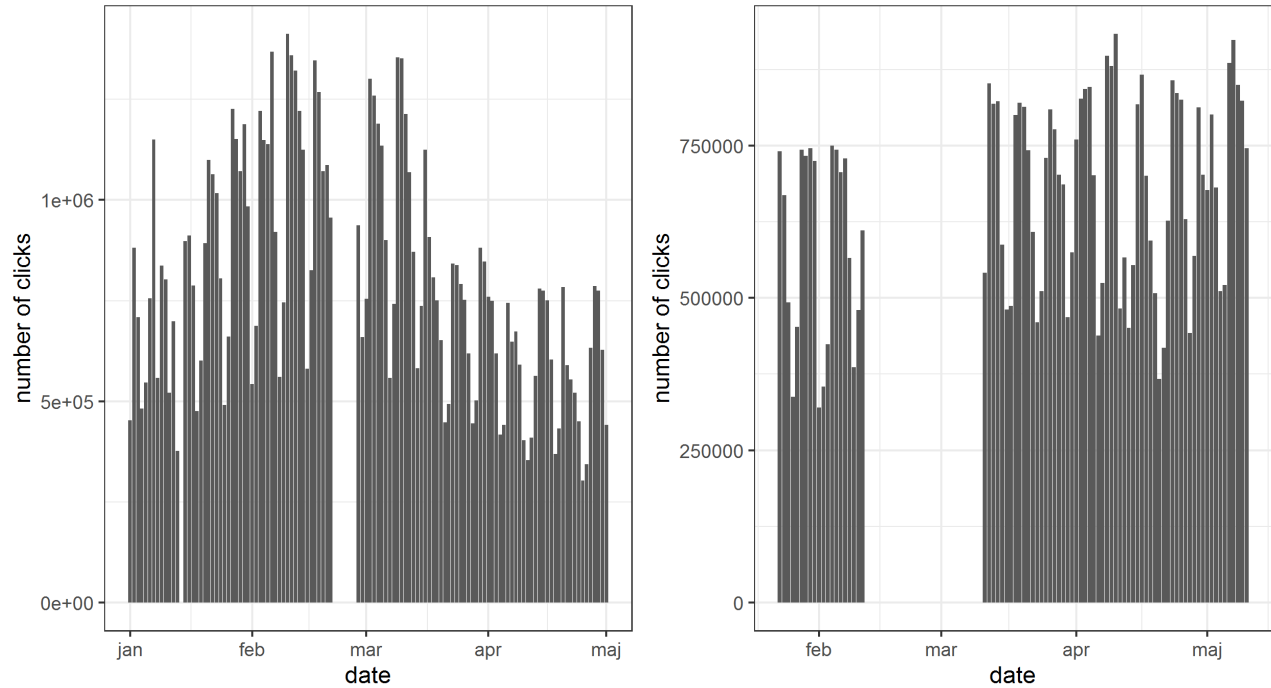 number of clicks
1e+06
5e+05
0e+00
jan
feb
mar
apr
maj
date
number of clicks
750000
500000
250000
0
feb
mar
apr
maj
date